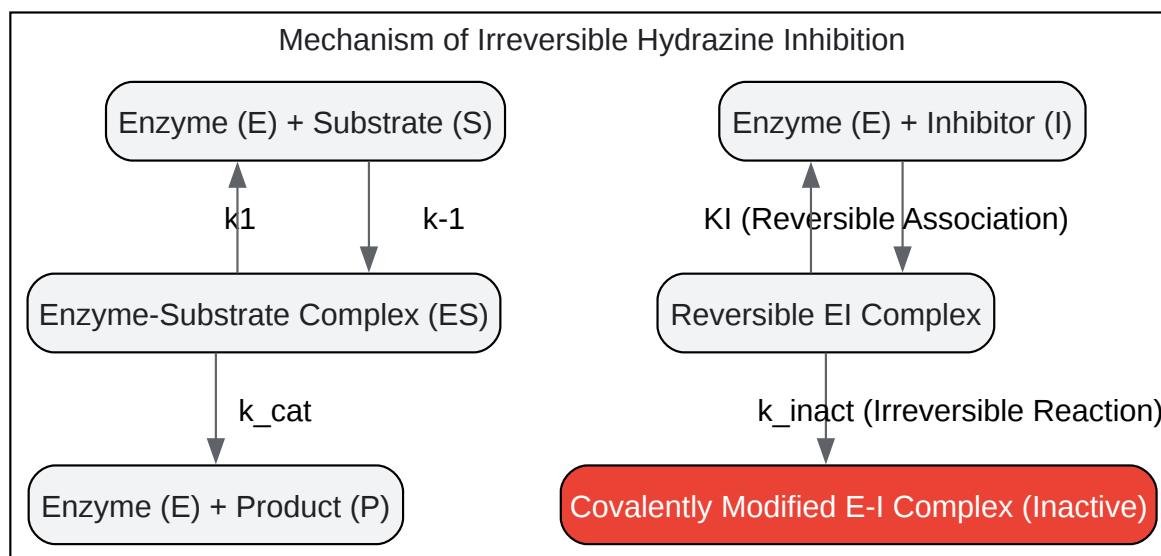 Mechanism of Irreversible Hydrazine Inhibition
Enzyme (E) + Substrate (S)
Enzyme (E) + Inhibitor (I)
k1
k-1
KI (Reversible Association)
Enzyme-Substrate Complex (ES)
Reversible EI Complex
k_cat
k_inact (Irreversible Reaction)
Enzyme (E) + Product (P)
Covalently Modified E-I Complex (Inactive)